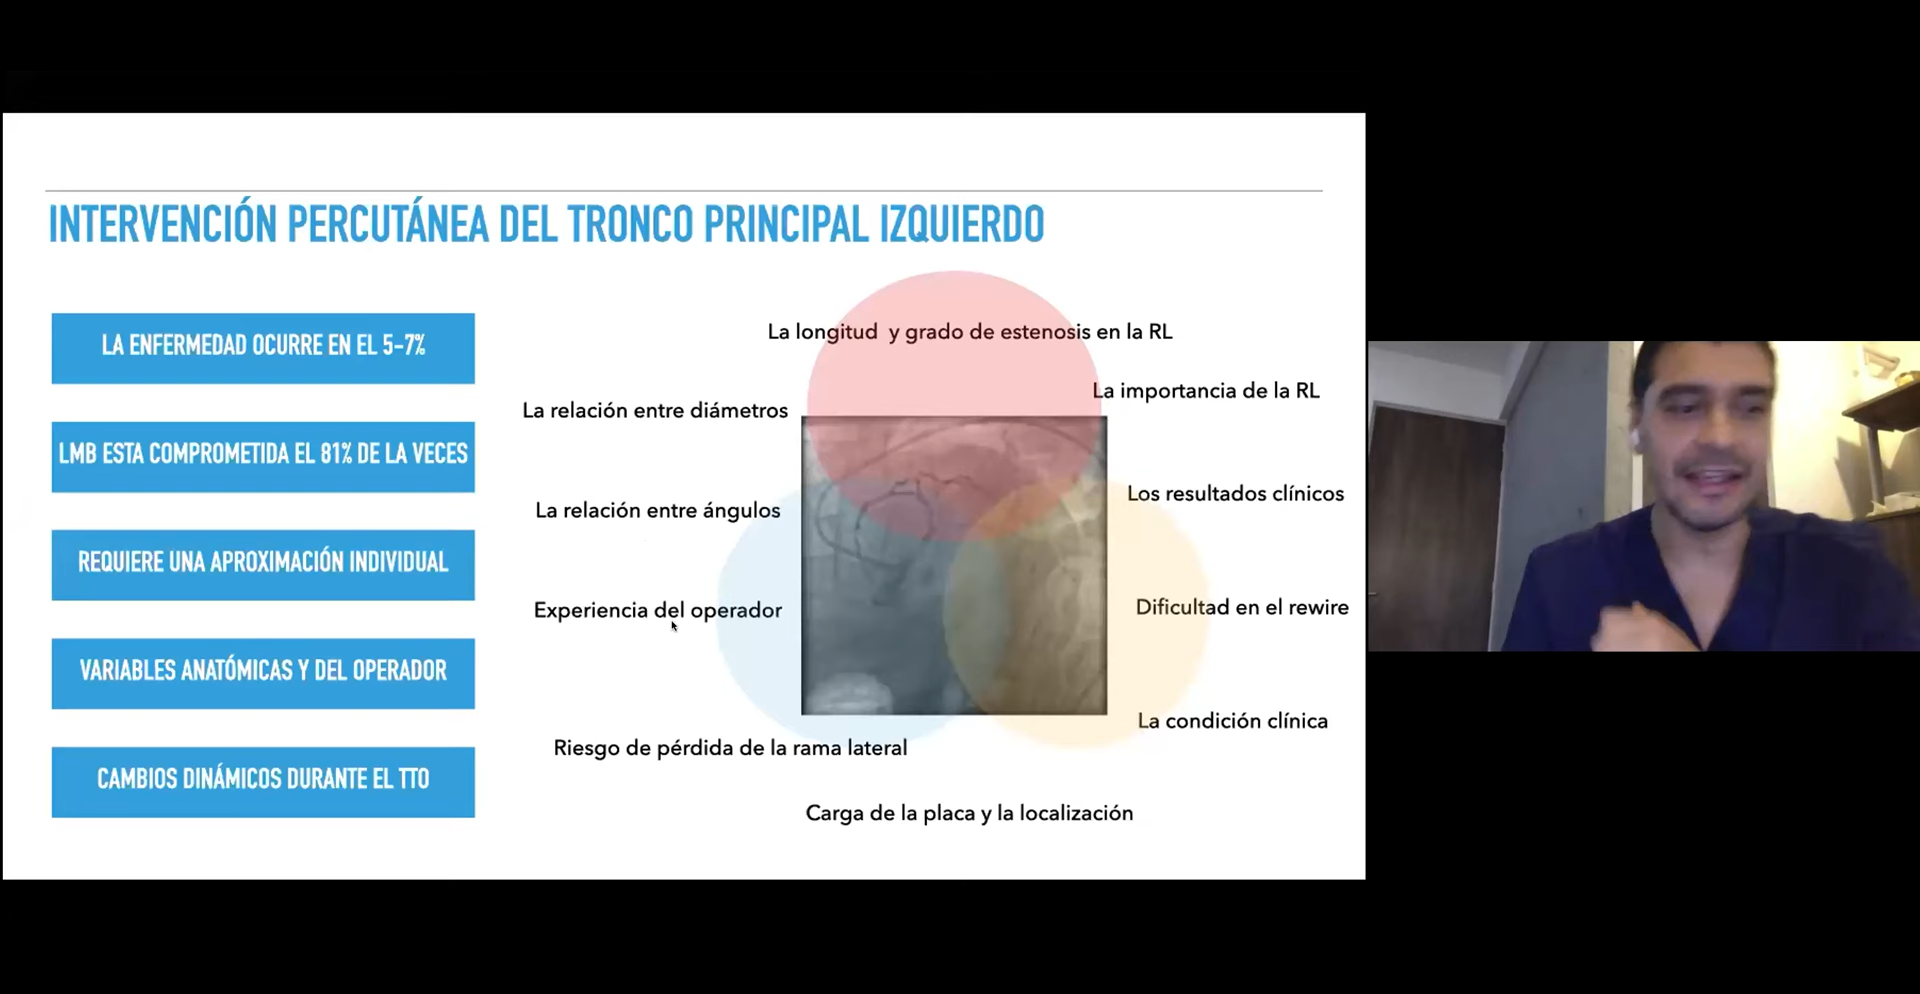 INTERVENCIÓN PERCUTÁNEA DEL TRONCO PRINCIPAL IZQUIERDO
LA ENFERMEDAD OCURRE EN EL 5-7%
LMB ESTA COMPROMETIDA EL 81% DE LA VECES
REQUIERE UNA APROXIMACIÓN INDIVIDUAL
VARIABLES ANATÓMICAS Y DEL OPERADOR
CAMBIOS DINÁMICOS DURANTE EL TTO
La longitud y grado de estenosis en la RL
La importancia de la RL
La relación entre diámetros
Los resultados clínicos
La relación entre ángulos
Dificultad en el rewire
Experiencia del operador
La condición clínica
Riesgo de pérdida de la rama lateral
Carga de la placa y la localización